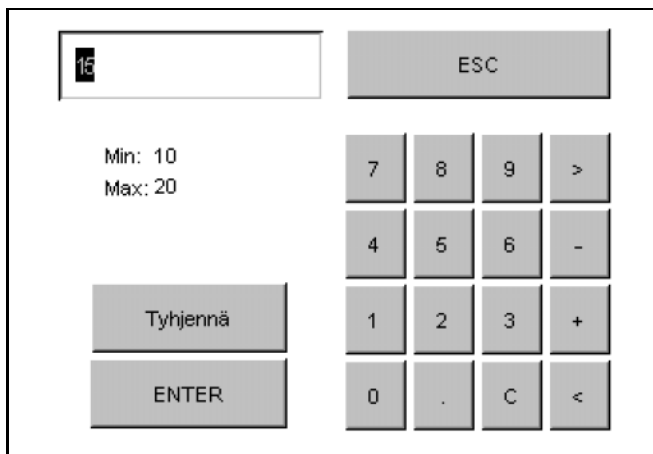 15
ESC
Min: 10
Max: 20
7 8 9 >
4 5 6 -
Tyhjennä
1 2 3 +
ENTER
0 . C <